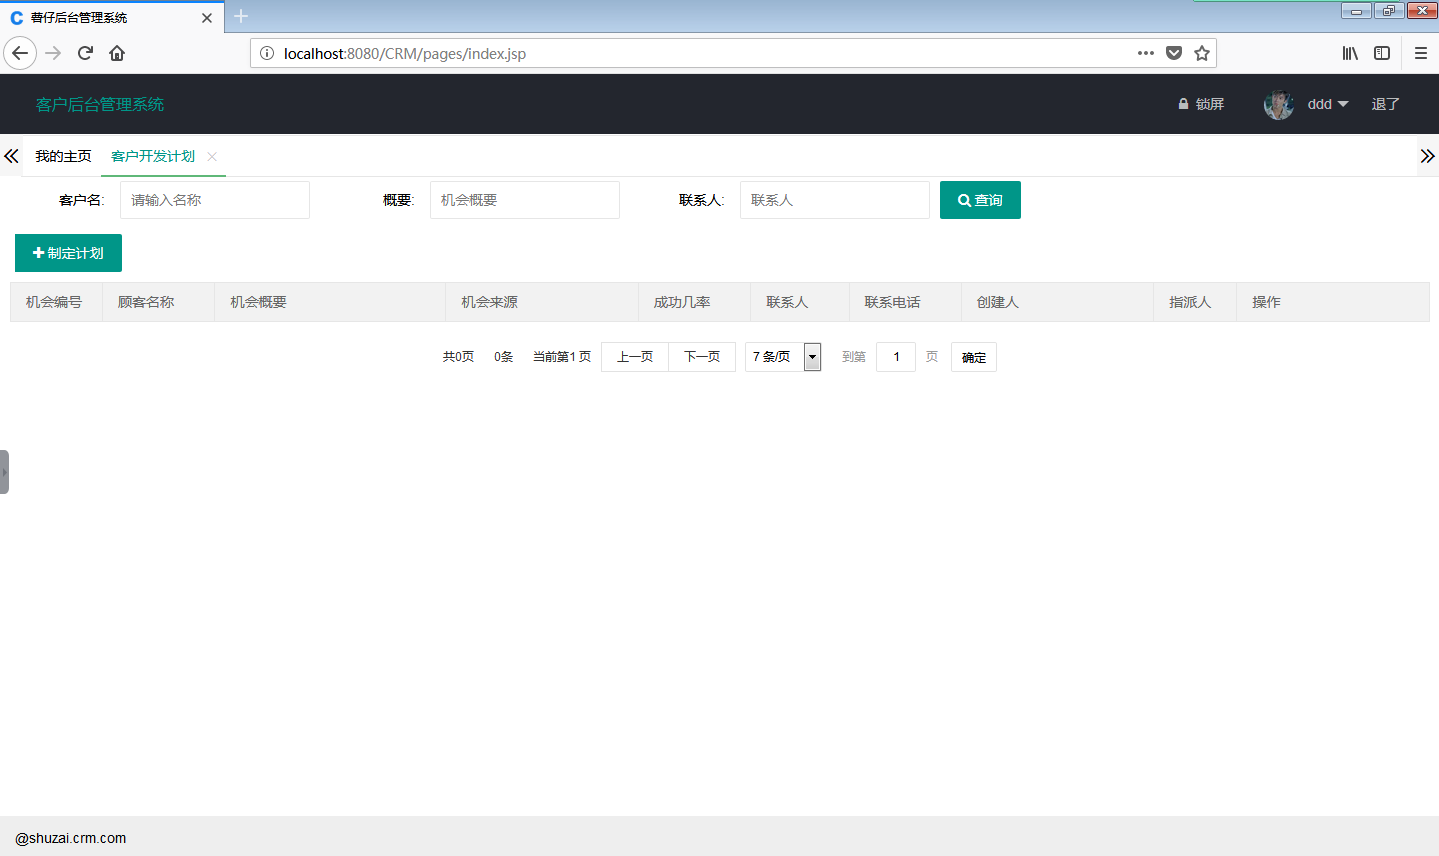 蓸仔后台管理系统
localhost:8080/CRM/pages/index.jsp
客户后台管理系统
锁屏 ddd 退了
我的主页 客户开发计划
客户名: 请输入名称 概要: 机会概要 联系人: 联系人 查询
制定计划
机会编号 顾客名称 机会概要 机会来源 成功几率 联系人 联系电话 创建人 指派人 操作
共0页 0条 当前第1 页 上一页 下一页 7 条/页 到第 1 页 确定
@shuzai.crm.com